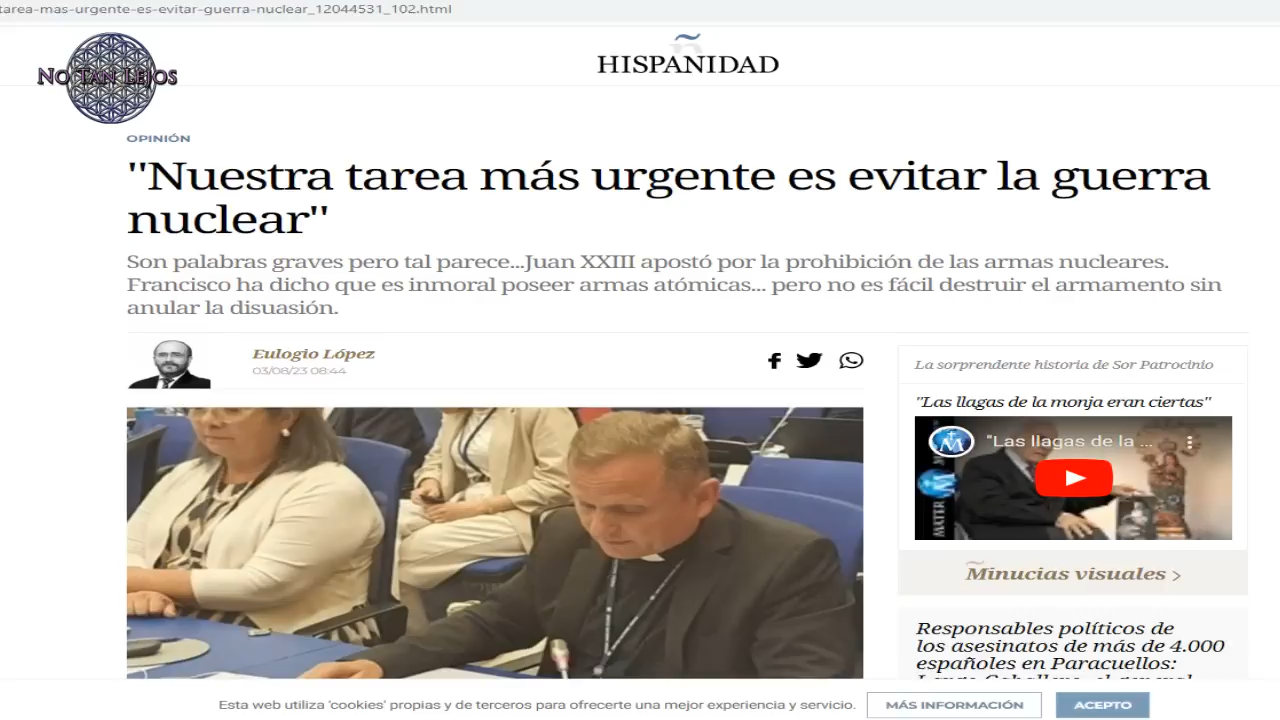 tarea-mas-urgente-es-evitar-guerra-nuclear_12044531_102.html
NO TAN LEJOS
HISPANIDAD
OPINIÓN
"Nuestra tarea más urgente es evitar la guerra
nuclear"
Son palabras graves pero tal parece...Juan XXIII apostó por la prohibición de las armas nucleares.
Francisco ha dicho que es inmoral poseer armas atómicas... pero no es fácil destruir el armamento sin
anular la disuasión.
Eulogio López
03/08/23 08:44
La sorprendente historia de Sor Patrocinio
"Las llagas de la monja eran ciertas"
"Las llagas de la ...
MATER
Minucias visuales >
Responsables políticos de
los asesinatos de más de 4.000
españoles en Paracuellos:
Esta web utiliza 'cookies' propias y de terceros para ofrecerte una mejor experiencia y servicio.
MÁS INFORMACIÓN
ACEPTO